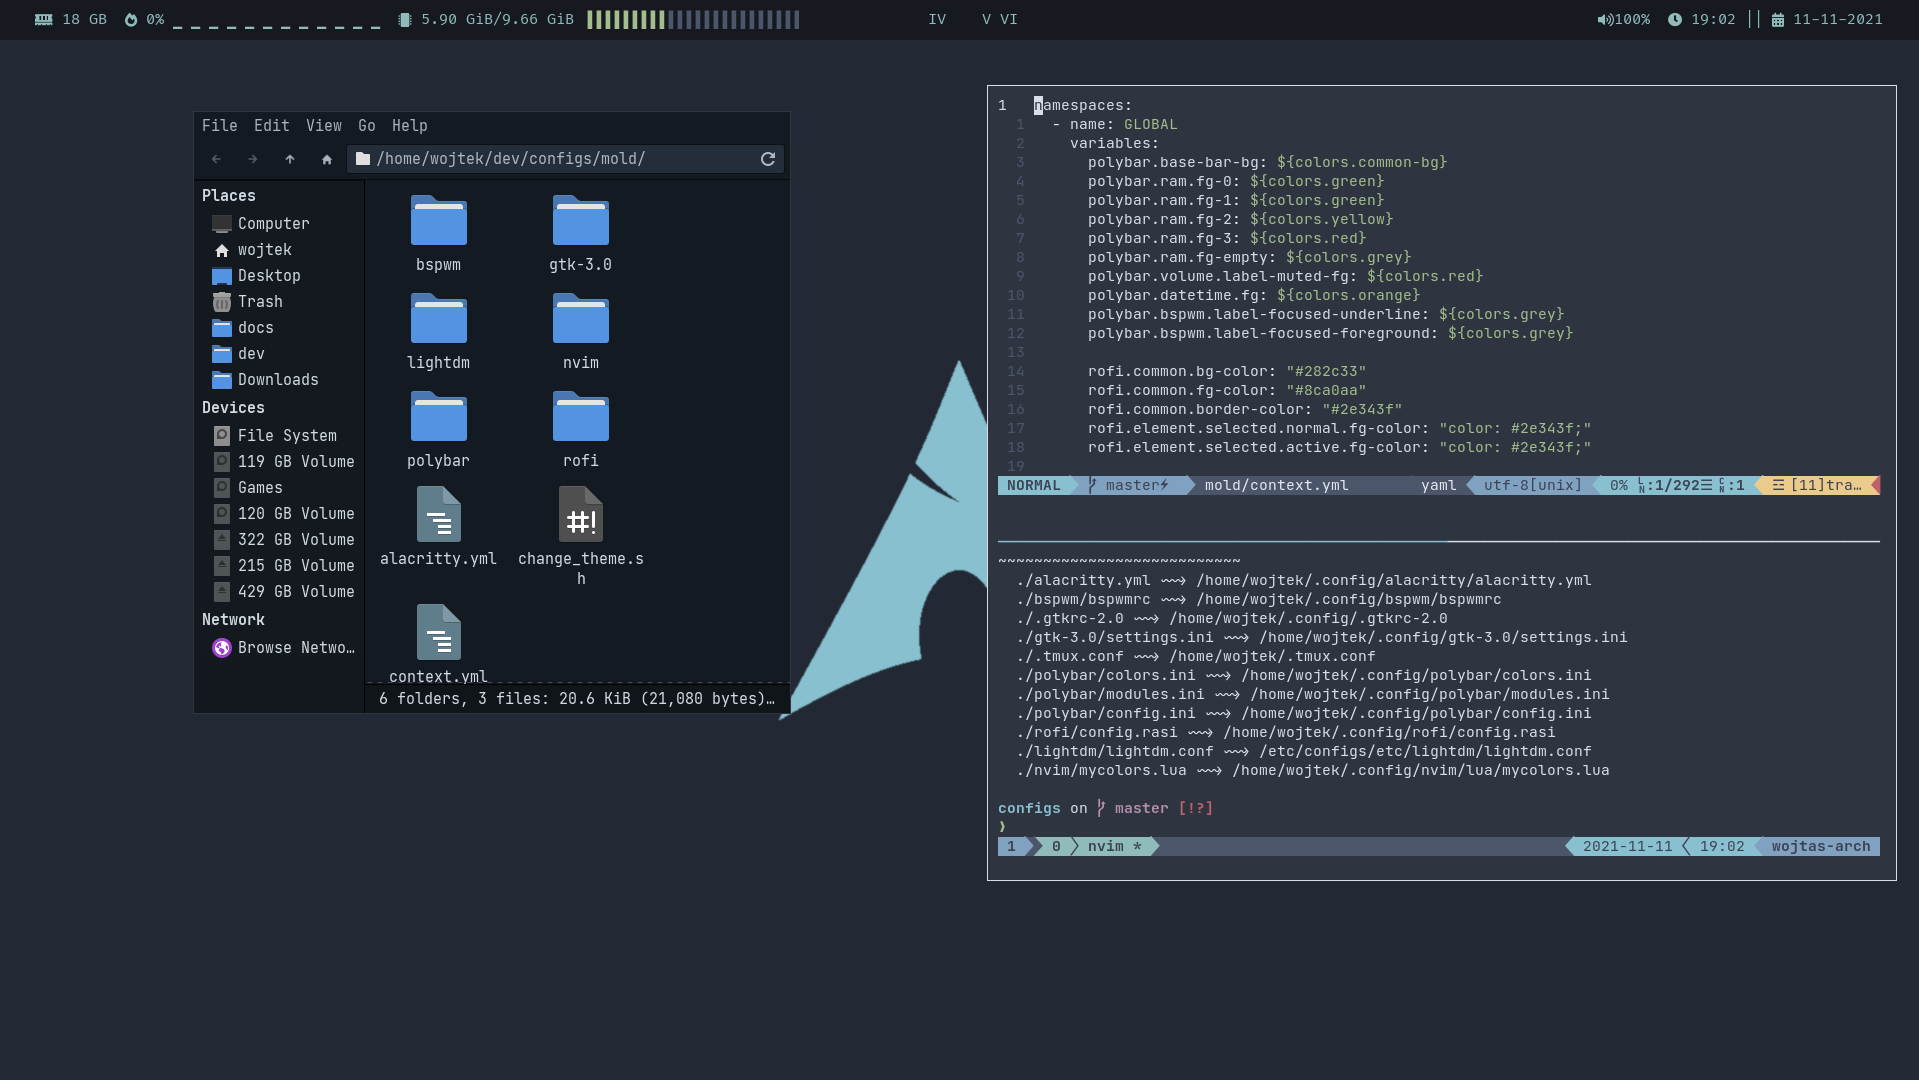 18 GB 0% _ _ _ _ _ _ _ _ _ _ _ _ 5.90 GiB/9.66 GiB IV V VI 100% 19:02 || 11-11-2021
File Edit View Go Help
/home/wojtek/dev/configs/mold/
Places
Computer
wojtek
Desktop
Trash
docs
dev
Downloads
Devices
File System
119 GB Volume
Games
120 GB Volume
322 GB Volume
215 GB Volume
429 GB Volume
Network
Browse Netwo…
bspwm gtk-3.0
lightdm nvim
polybar rofi
#!
alacritty.yml change_theme.s
h
context.yml
6 folders, 3 files: 20.6 KiB (21,080 bytes)…
1 namespaces:
1 - name: GLOBAL
2 variables:
3 polybar.base-bar-bg: ${colors.common-bg}
4 polybar.ram.fg-0: ${colors.green}
5 polybar.ram.fg-1: ${colors.green}
6 polybar.ram.fg-2: ${colors.yellow}
7 polybar.ram.fg-3: ${colors.red}
8 polybar.ram.fg-empty: ${colors.grey}
9 polybar.volume.label-muted-fg: ${colors.red}
10 polybar.datetime.fg: ${colors.orange}
11 polybar.bspwm.label-focused-underline: ${colors.grey}
12 polybar.bspwm.label-focused-foreground: ${colors.grey}
13
14 rofi.common.bg-color: "#282c33"
15 rofi.common.fg-color: "#8ca0aa"
16 rofi.common.border-color: "#2e343f"
17 rofi.element.selected.normal.fg-color: "color: #2e343f;"
18 rofi.element.selected.active.fg-color: "color: #2e343f;"
19
NORMAL master⚡ mold/context.yml yaml utf-8[unix] 0% LN:1/292☰ CN:1 ☲ [11]tra…
~~~~~~~~~~~~~~~~~~~~~~~~~~~
./alacritty.yml ~~> /home/wojtek/.config/alacritty/alacritty.yml
./bspwm/bspwmrc ~~> /home/wojtek/.config/bspwm/bspwmrc
./.gtkrc-2.0 ~~> /home/wojtek/.config/.gtkrc-2.0
./gtk-3.0/settings.ini ~~> /home/wojtek/.config/gtk-3.0/settings.ini
./.tmux.conf ~~> /home/wojtek/.tmux.conf
./polybar/colors.ini ~~> /home/wojtek/.config/polybar/colors.ini
./polybar/modules.ini ~~> /home/wojtek/.config/polybar/modules.ini
./polybar/config.ini ~~> /home/wojtek/.config/polybar/config.ini
./rofi/config.rasi ~~> /home/wojtek/.config/rofi/config.rasi
./lightdm/lightdm.conf ~~> /etc/configs/etc/lightdm/lightdm.conf
./nvim/mycolors.lua ~~> /home/wojtek/.config/nvim/lua/mycolors.lua
configs on master [!?]
❯
1 0 nvim * 2021-11-11 19:02 wojtas-arch